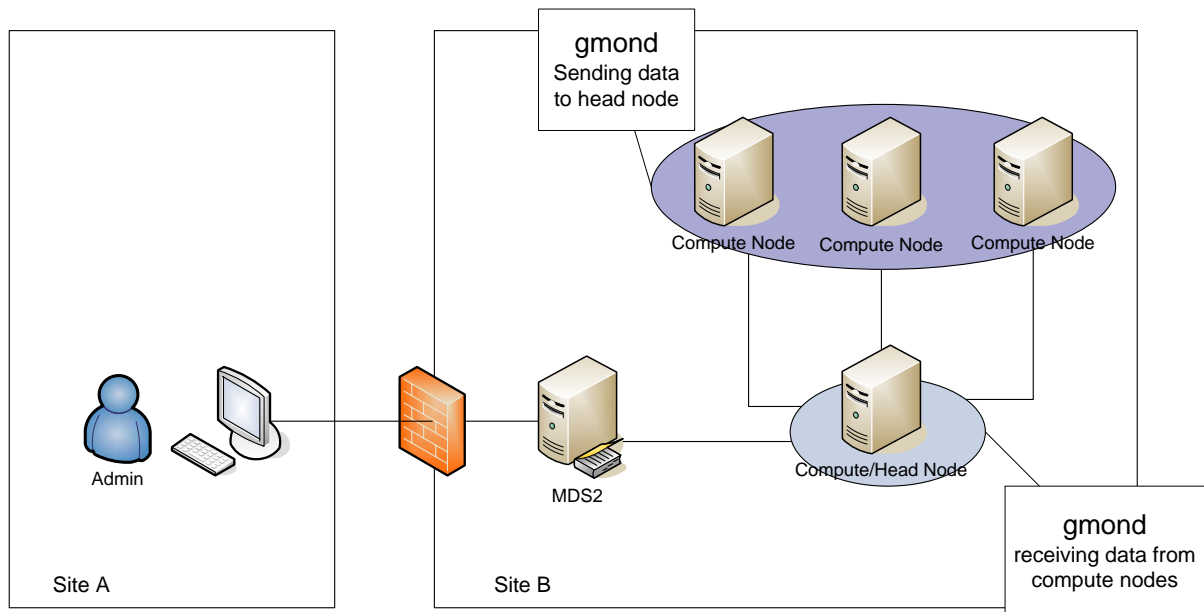 gmond
Sending data
to head node
Compute Node
Compute Node
Compute Node
Admin
MDS2
Compute/Head Node
gmond
receiving data from
compute nodes
Site A
Site B